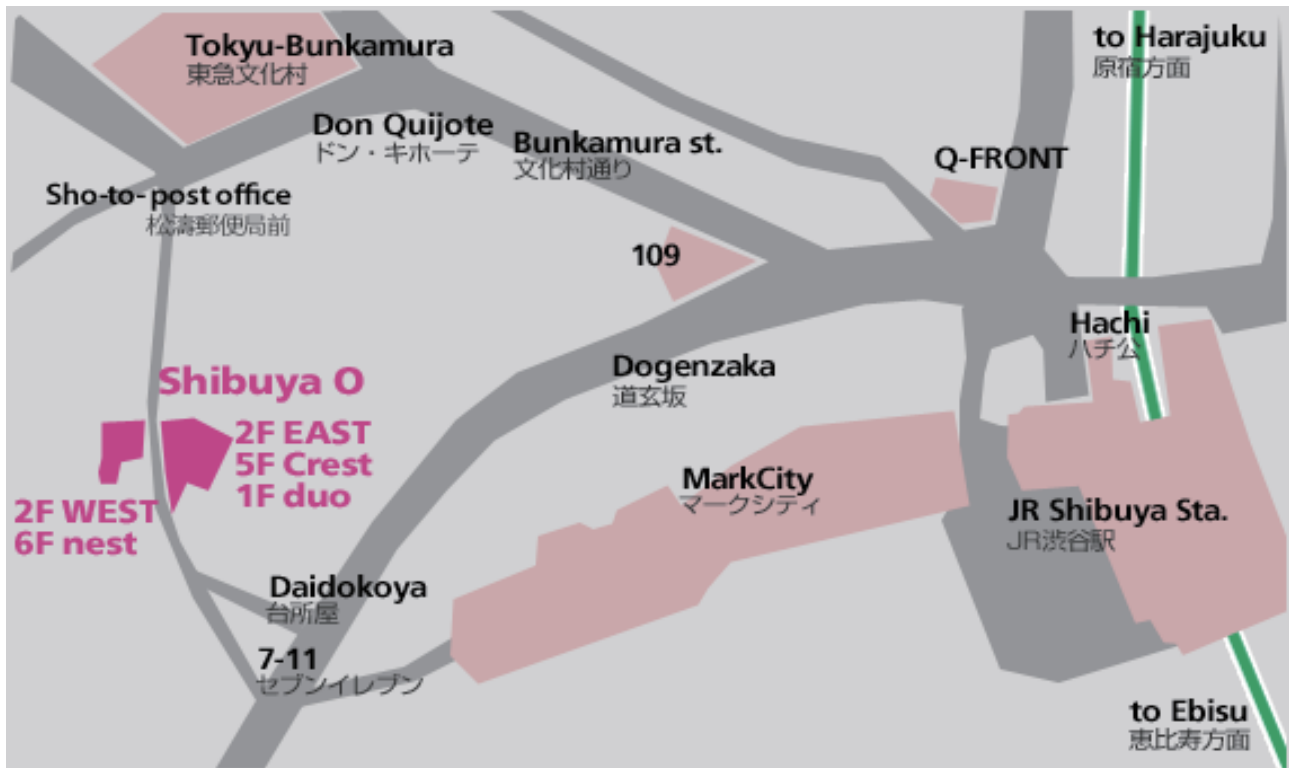 Tokyu-Bunkamura
東急文化村
to Harajuku
原宿方面
Don Quijote
ドン・キホーテ
Bunkamura st.
文化村通り
Q-FRONT
Sho-to- post office
松濤郵便局前
109
Hachi
ハチ公
Shibuya O
Dogenzaka
道玄坂
2F EAST
5F Crest
1F duo
2F WEST
6F nest
MarkCity
マークシティ
JR Shibuya Sta.
JR渋谷駅
Daidokoya
台所屋
7-11
セブンイレブン
to Ebisu
恵比寿方面